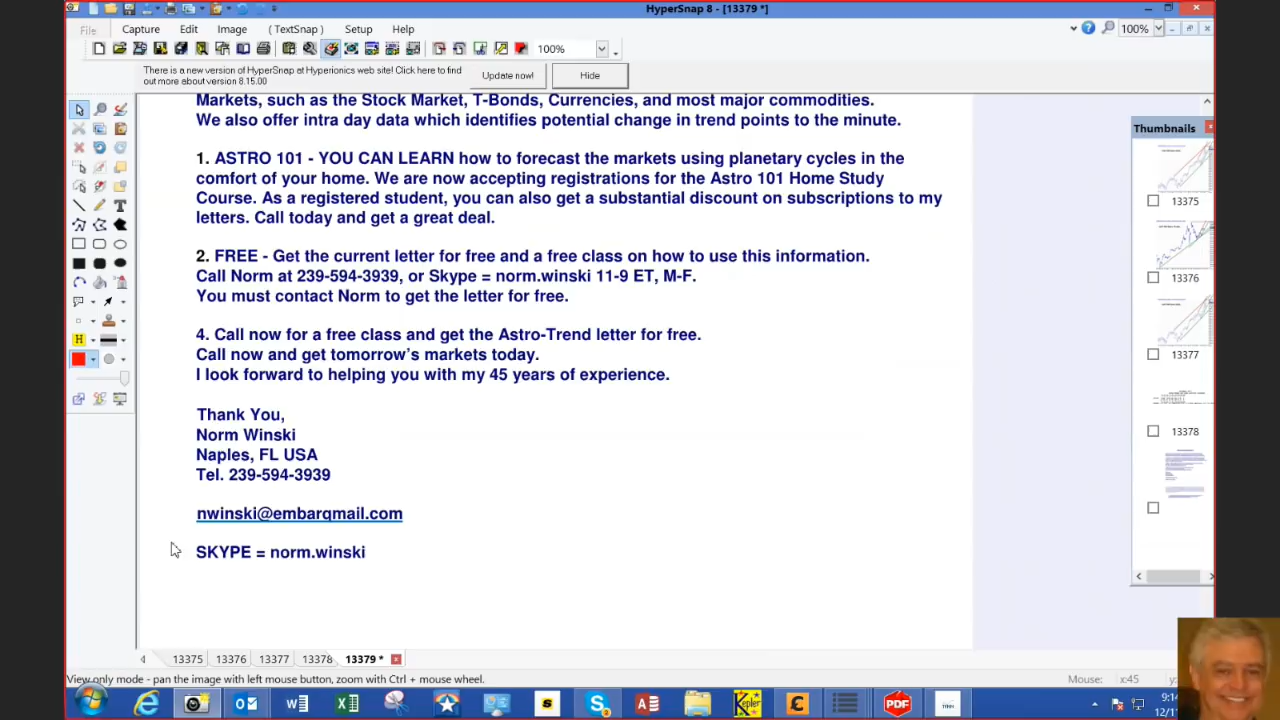 HyperSnap 8 - [13379 *]
File Capture Edit Image ( TextSnap ) Setup Help
100%
100%
There is a new version of HyperSnap at Hyperionics web site! Click here to find
out more about version 8.15.00
Update now!
Hide
Markets, such as the Stock Market, T-Bonds, Currencies, and most major commodities.
We also offer intra day data which identifies potential change in trend points to the minute.
1. ASTRO 101 - YOU CAN LEARN how to forecast the markets using planetary cycles in the
comfort of your home. We are now accepting registrations for the Astro 101 Home Study
Course. As a registered student, you can also get a substantial discount on subscriptions to my
letters. Call today and get a great deal.
2. FREE - Get the current letter for free and a free class on how to use this information.
Call Norm at 239-594-3939, or Skype = norm.winski 11-9 ET, M-F.
You must contact Norm to get the letter for free.
4. Call now for a free class and get the Astro-Trend letter for free.
Call now and get tomorrow’s markets today.
I look forward to helping you with my 45 years of experience.
Thank You,
Norm Winski
Naples, FL USA
Tel. 239-594-3939
nwinski@embarqmail.com
SKYPE = norm.winski
Thumbnails
13375
13376
13377
13378
13375 13376 13377 13378 13379 *
View only mode - pan the image with left mouse button, zoom with Ctrl + mouse wheel.
Mouse: x:45 y:
Kepler
PDF
9:14
12/1